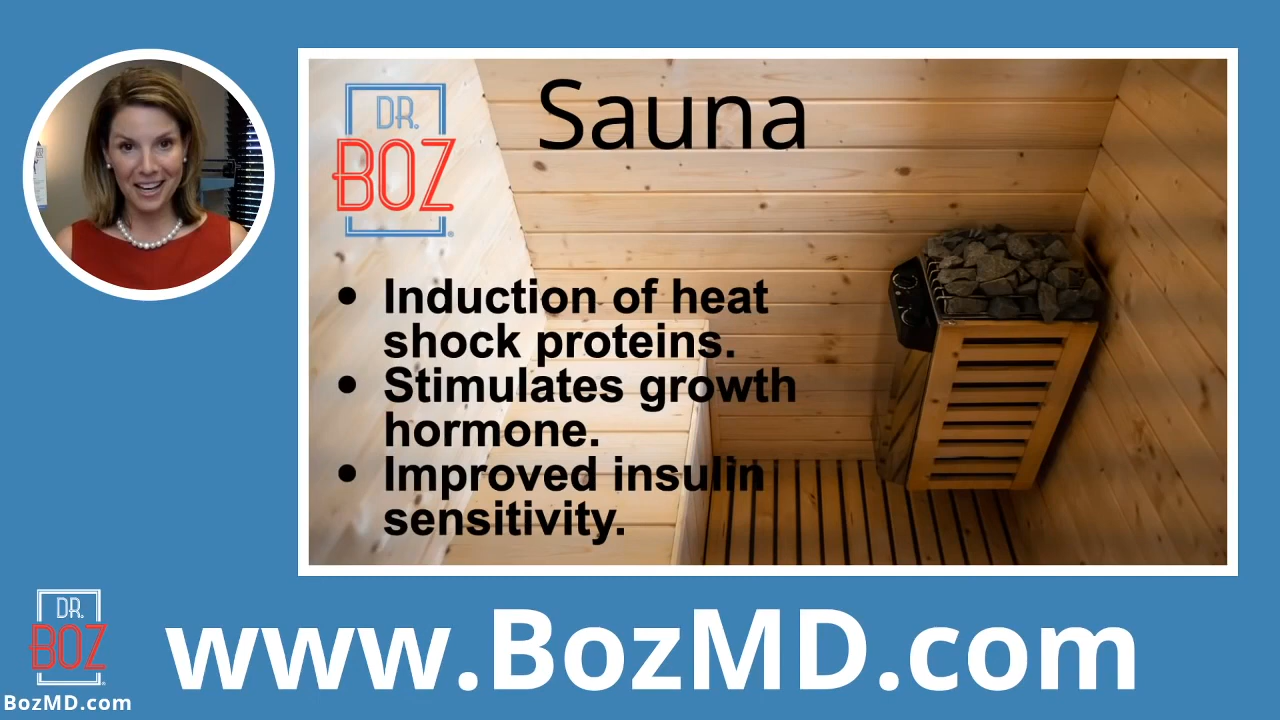 DR.
BOZ
Sauna
• Induction of heat
shock proteins.
• Stimulates growth
hormone.
• Improved insulin
sensitivity.
DR.
BOZ
BozMD.com
www.BozMD.com